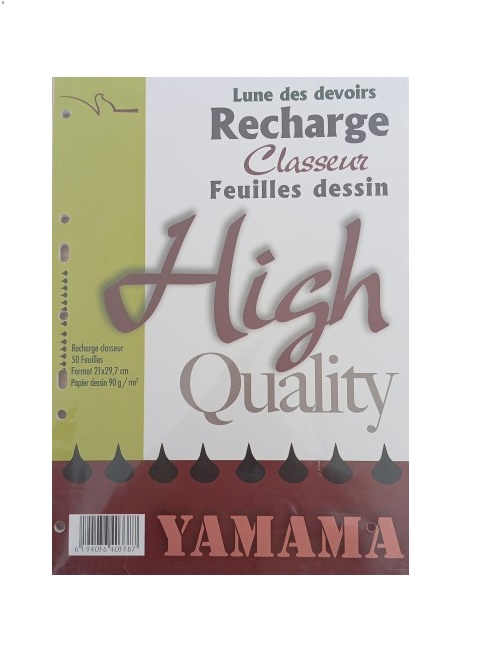 Lune des devoirs
Recharge
Classeur
Feuilles dessin
High
Quality
Recharge classeur
50 Feuilles
Format 21x29,7 cm
Papier dessin 90 g / m²
YAMAMA